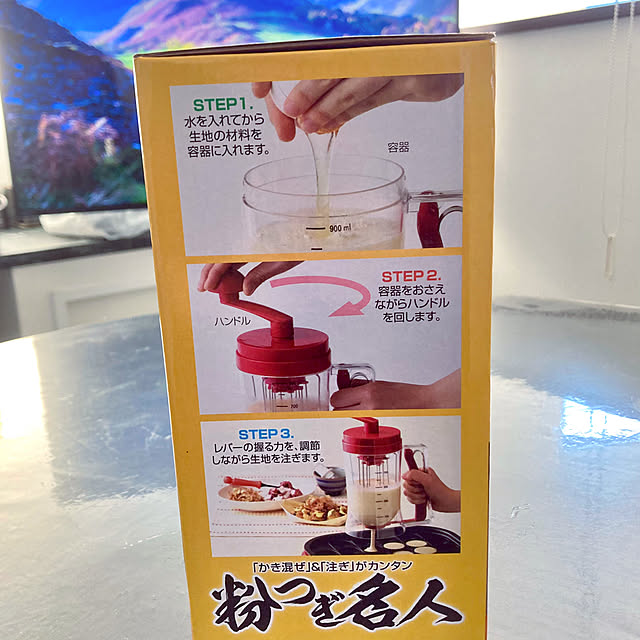 STEP1.
水を入れてから
生地の材料を
容器に入れます。
容器
900 ml
STEP2.
容器をおさえ
ながらハンドル
を回します。
ハンドル
STEP3.
レバーの握る力を、調節
しながら生地を注ぎます。
「かき混ぜ」&「注ぎ」がカンタン
粉つぎ名人